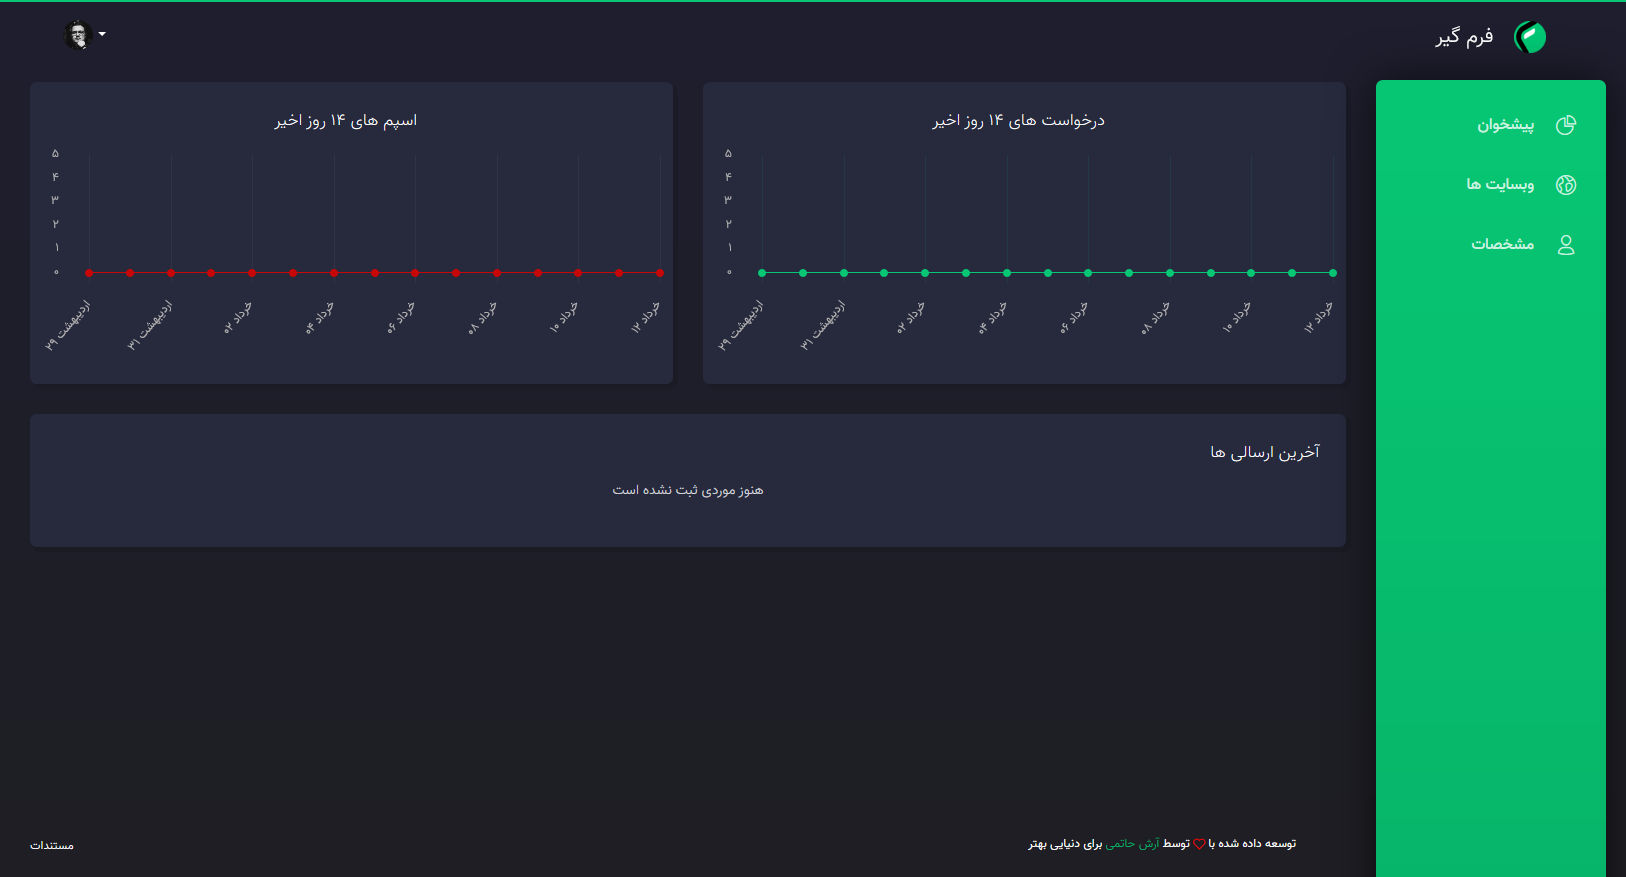 فرم گیر
پیشخوان
وبسایت ها
مشخصات
درخواست های ۱۴ روز اخیر
۵
۴
۳
۲
۱
۰
اردیبهشت ۲۹
اردیبهشت ۳۱
خرداد ۰۲
خرداد ۰۴
خرداد ۰۶
خرداد ۰۸
خرداد ۱۰
خرداد ۱۲
اسپم های ۱۴ روز اخیر
۵
۴
۳
۲
۱
۰
اردیبهشت ۲۹
اردیبهشت ۳۱
خرداد ۰۲
خرداد ۰۴
خرداد ۰۶
خرداد ۰۸
خرداد ۱۰
خرداد ۱۲
آخرین ارسالی ها
هنوز موردی ثبت نشده است
توسعه داده شده با ♡ توسط آرش حاتمی برای دنیایی بهتر
مستندات